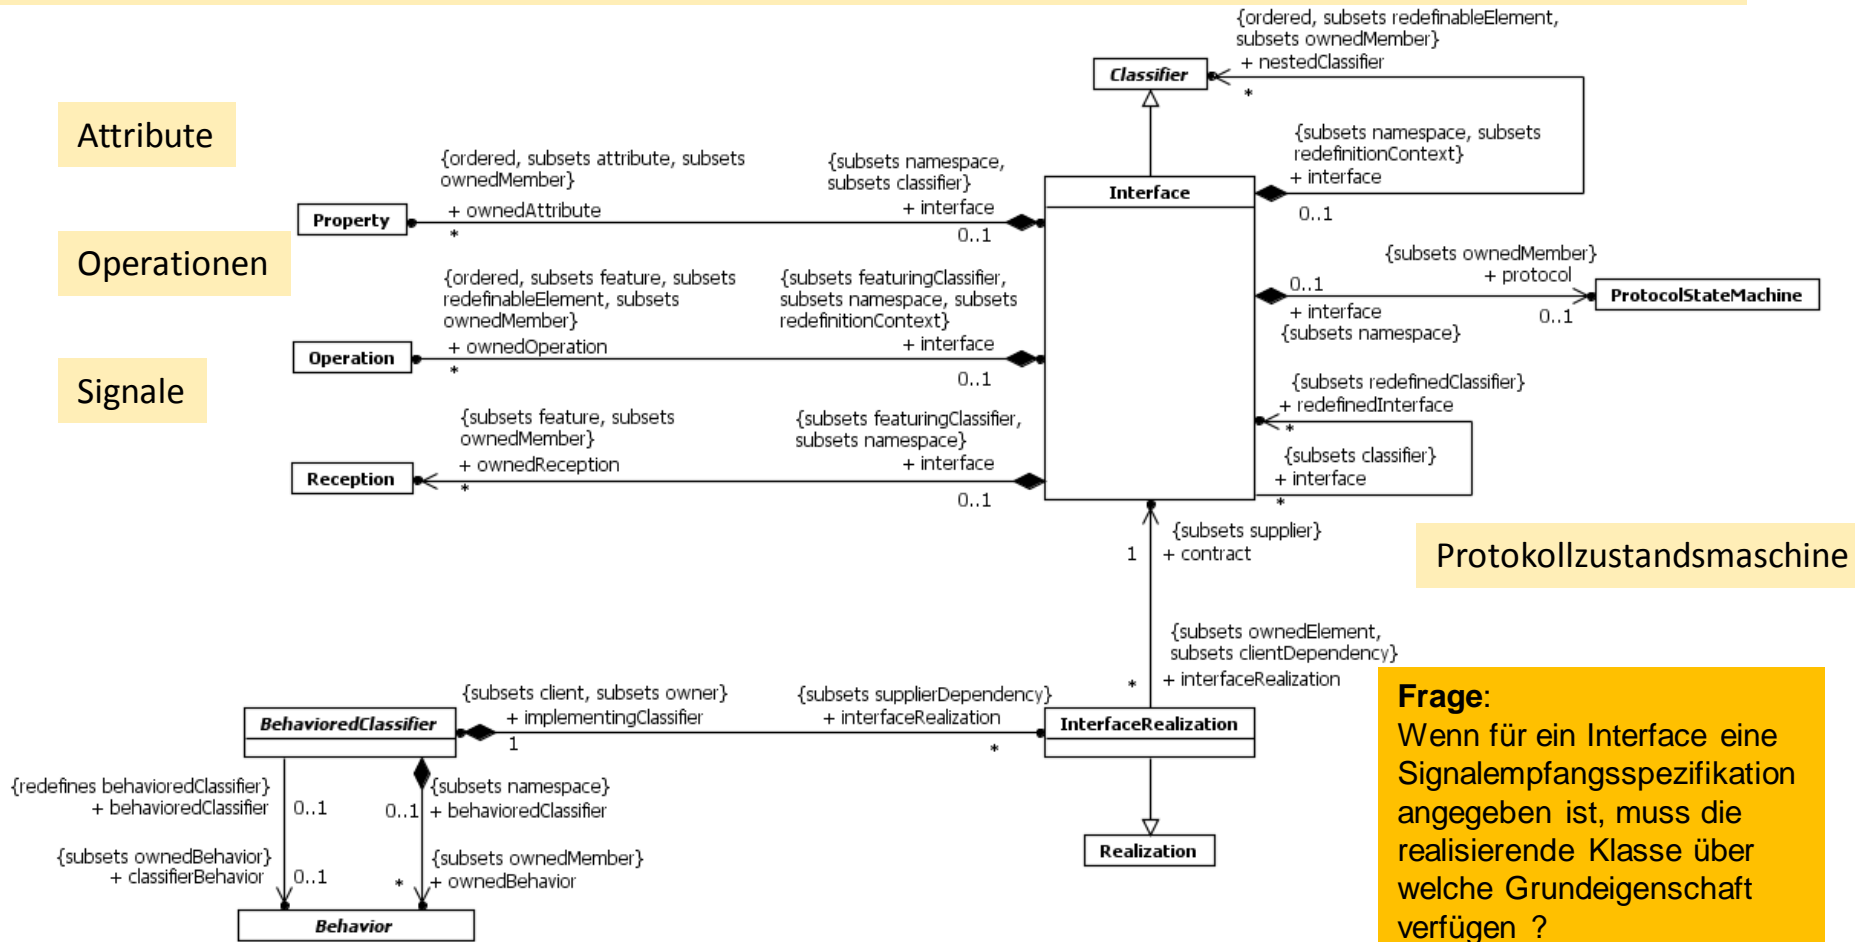 {ordered, subsets redefinableElement,
subsets ownedMember}
+ nestedClassifier
*
Classifier
Attribute
{ordered, subsets attribute, subsets
ownedMember}
+ ownedAttribute
*
Property
{subsets namespace,
subsets classifier}
+ interface
0..1
Interface
{subsets namespace, subsets
redefinitionContext}
+ interface
0..1
Operationen
{ordered, subsets feature, subsets
redefinableElement, subsets
ownedMember}
+ ownedOperation
*
Operation
{subsets featuringClassifier,
subsets namespace, subsets
redefinitionContext}
+ interface
0..1
{subsets ownedMember}
+ protocol
0..1
ProtocolStateMachine
0..1
+ interface
{subsets namespace}
Signale
{subsets feature, subsets
ownedMember}
+ ownedReception
*
Reception
{subsets featuringClassifier,
subsets namespace}
+ interface
0..1
{subsets redefinedClassifier}
+ redefinedInterface
*
{subsets classifier}
+ interface
*
{subsets supplier}
1 + contract
Protokollzustandsmaschine
{subsets ownedElement,
subsets clientDependency}
* + interfaceRealization
{subsets client, subsets owner}
+ implementingClassifier
1
BehavioredClassifier
{subsets supplierDependency}
+ interfaceRealization
*
InterfaceRealization
{redefines behavioredClassifier}
+ behavioredClassifier 0..1
{subsets namespace}
0..1 + behavioredClassifier
{subsets ownedBehavior}
+ classifierBehavior 0..1
{subsets ownedMember}
* + ownedBehavior
Behavior
Realization
Frage:
Wenn für ein Interface eine
Signalempfangsspezifikation
angegeben ist, muss die
realisierende Klasse über
welche Grundeigenschaft
verfügen ?